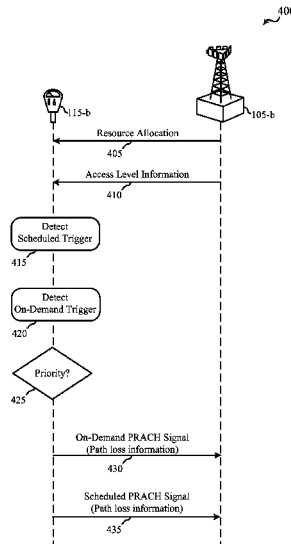 400
115-b
105-b
Resource Allocation
405
Access Level Information
410
Detect
Scheduled Trigger
415
Detect
On-Demand Trigger
420
Priority?
425
On-Demand PRACH Signal
(Path loss information)
430
Scheduled PRACH Signal
(Path loss information)
435